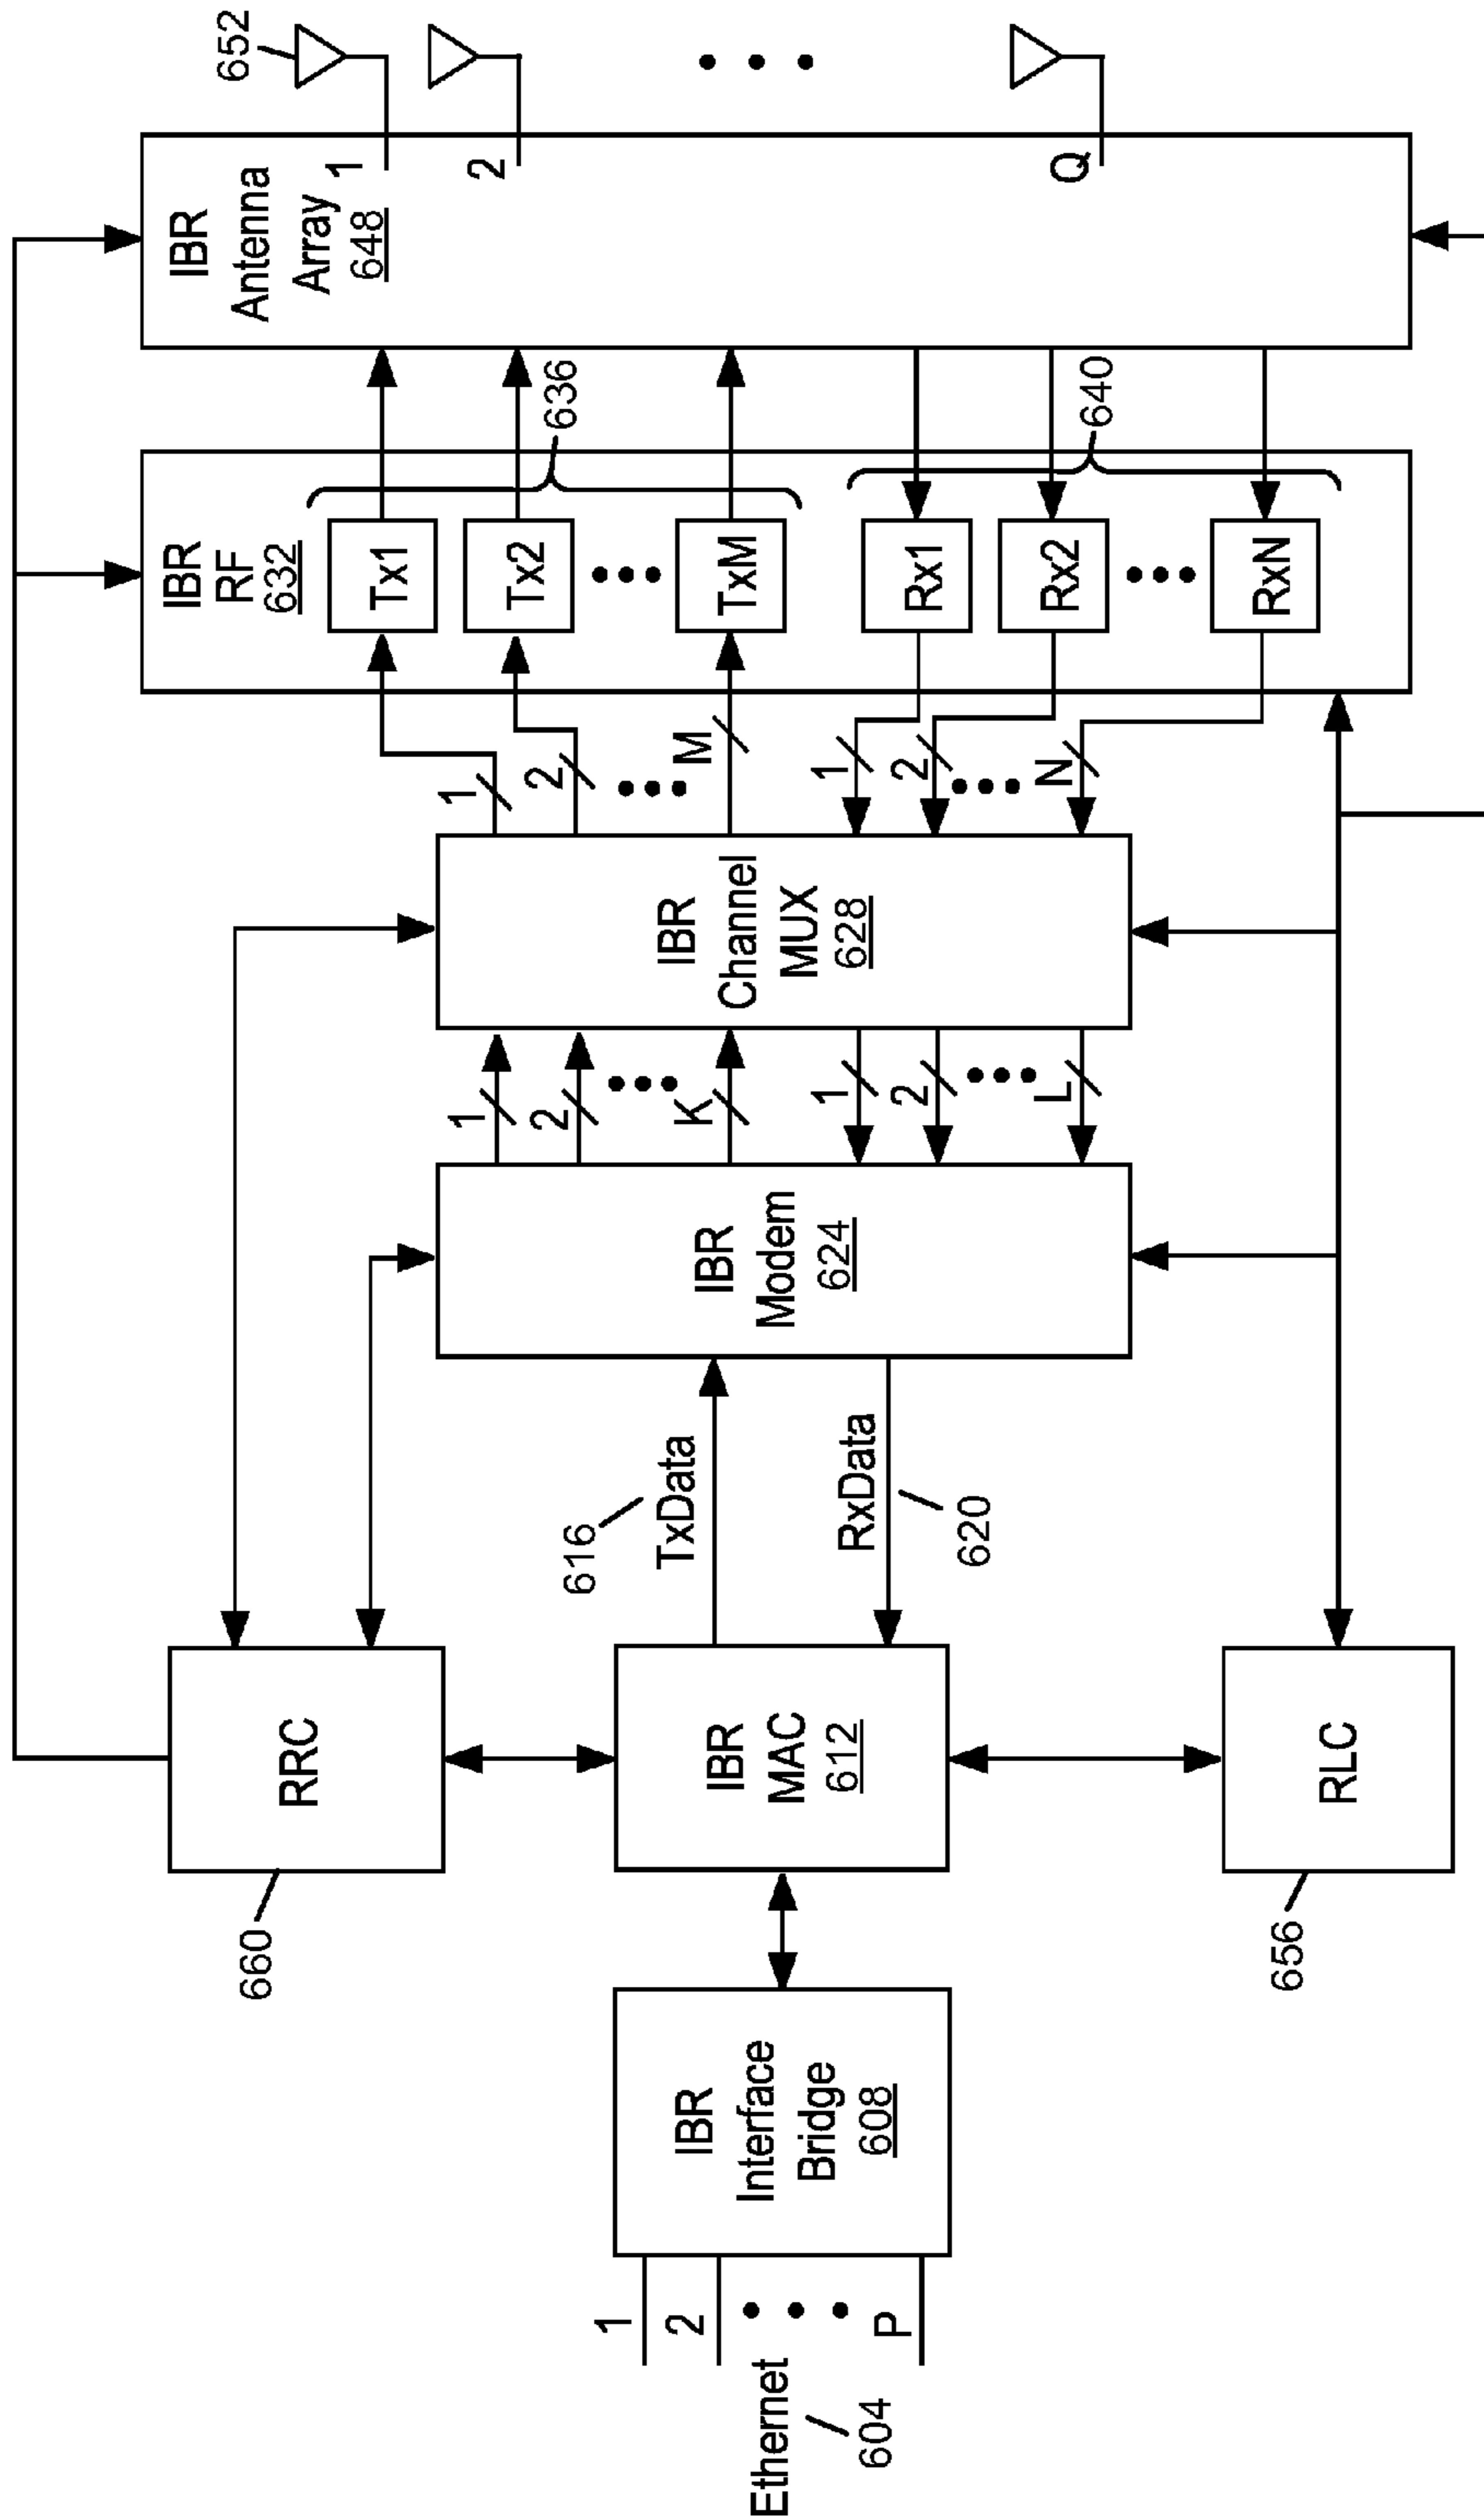 Ethernet
604
1
2
P
IBR
Interface
Bridge
608
660
RRC
IBR
MAC
612
RLC
656
616
TxData
RxData
620
IBR
Modem
624
1
2
K
1
2
L
IBR
Channel
MUX
628
1
2
M
1
2
N
IBR
RF
632
Tx1
Tx2
TxM
Rx1
Rx2
RxN
636
640
IBR
Antenna
Array
648
1
2
Q
652